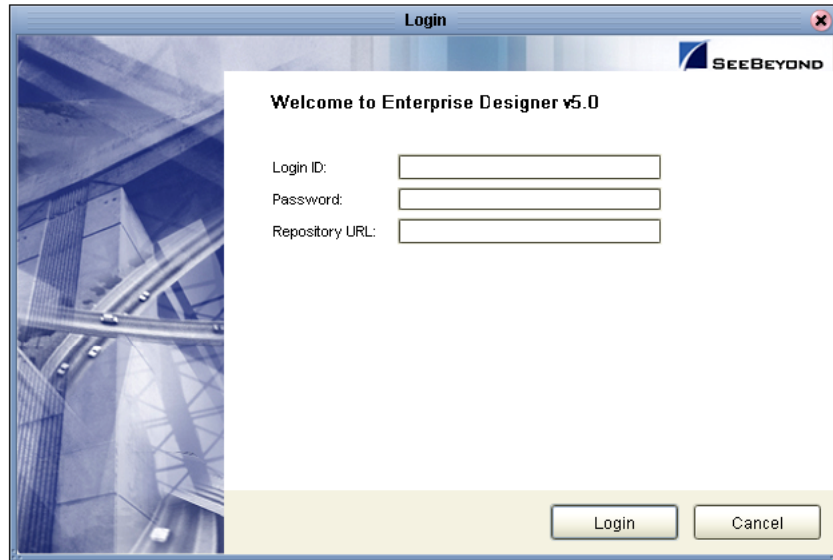 Login
SEEBEYOND
Welcome to Enterprise Designer v5.0
Login ID:
Password:
Repository URL:
Login
Cancel